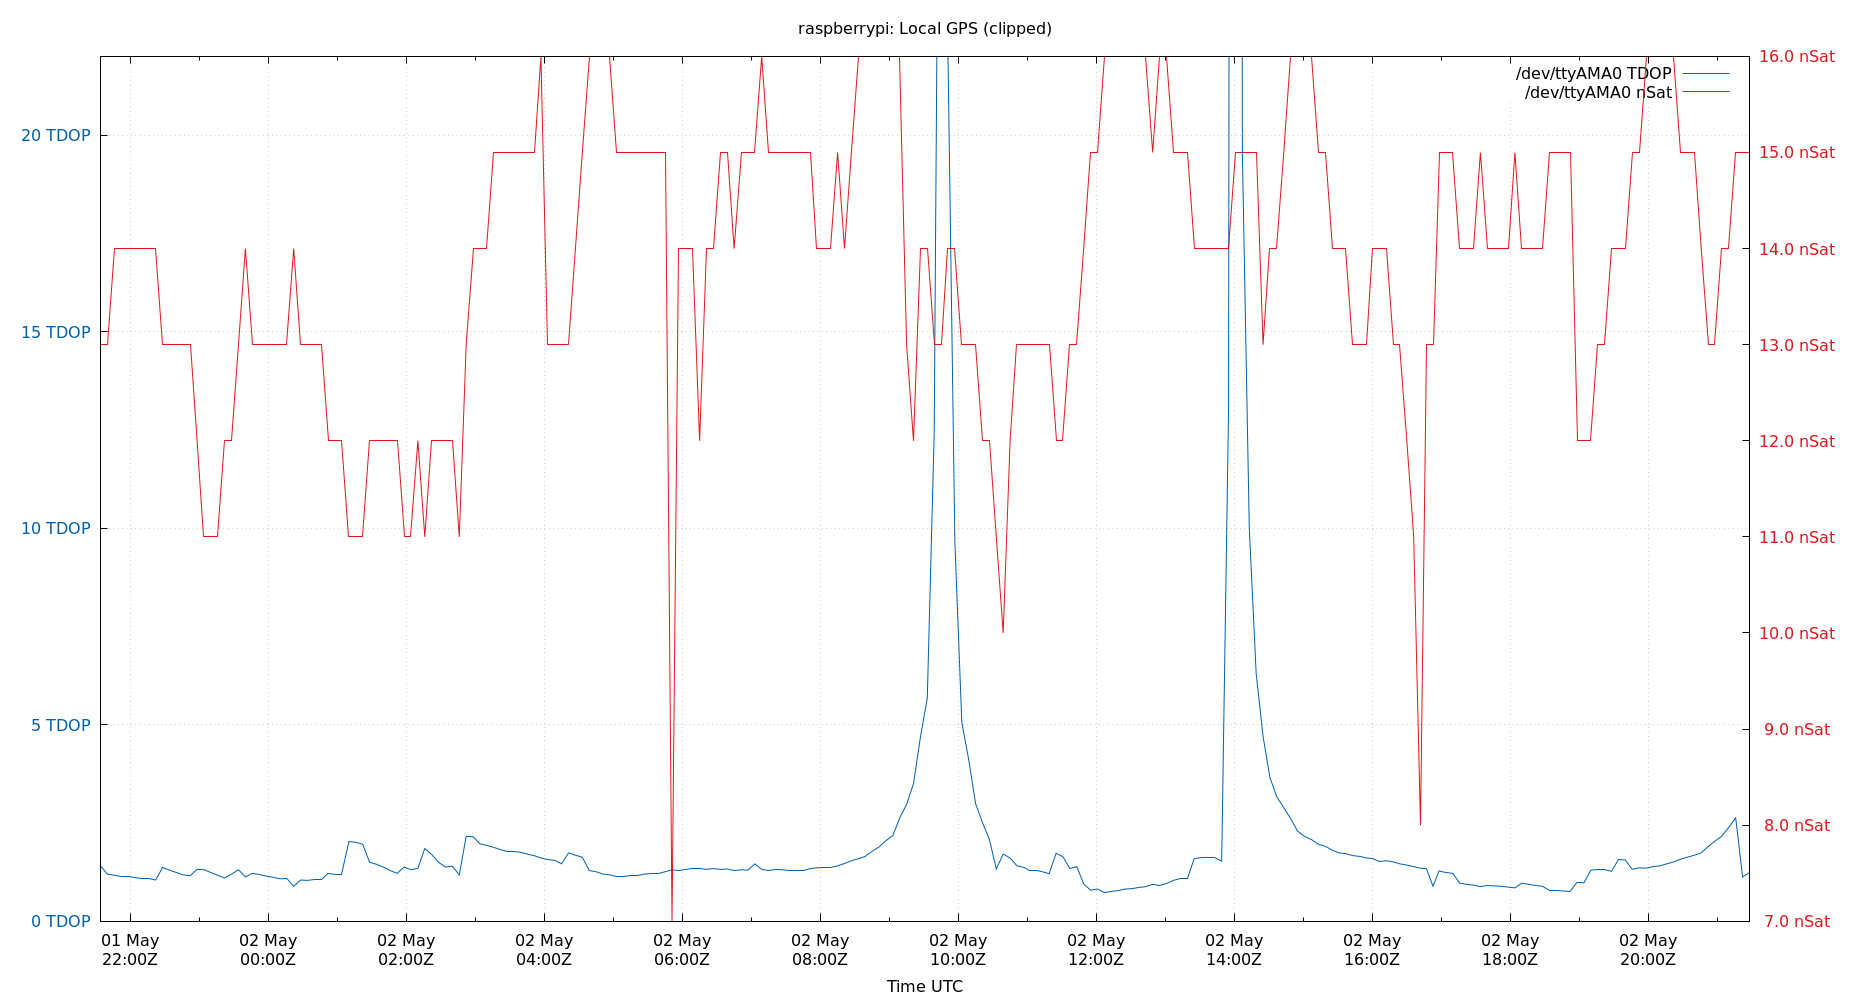 raspberrypi: Local GPS (clipped)
/dev/ttyAMA0 TDOP
/dev/ttyAMA0 nSat
20 TDOP
15 TDOP
10 TDOP
5 TDOP
0 TDOP
16.0 nSat
15.0 nSat
14.0 nSat
13.0 nSat
12.0 nSat
11.0 nSat
10.0 nSat
9.0 nSat
8.0 nSat
7.0 nSat
01 May 02 May 02 May 02 May 02 May 02 May 02 May 02 May 02 May 02 May 02 May 02 May
22:00Z 00:00Z 02:00Z 04:00Z 06:00Z 08:00Z 10:00Z 12:00Z 14:00Z 16:00Z 18:00Z 20:00Z
Time UTC